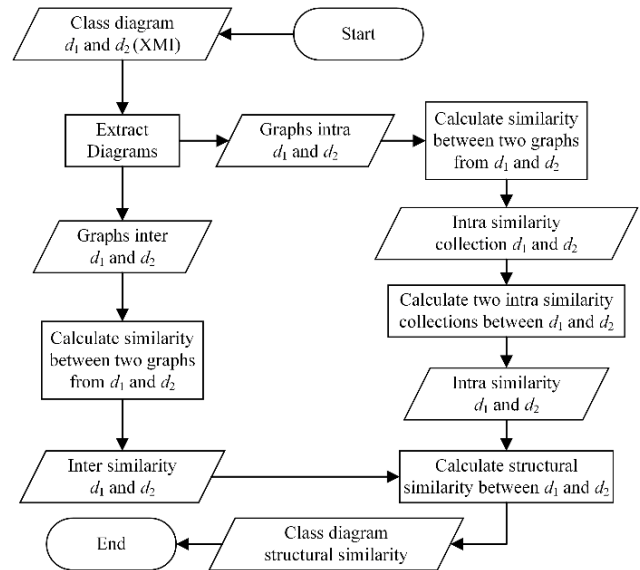 Class diagram
d₁ and d₂ (XMI)
Start
Extract
Diagrams
Graphs intra
d₁ and d₂
Calculate similarity
between two graphs
from d₁ and d₂
Graphs inter
d₁ and d₂
Intra similarity
collection d₁ and d₂
Calculate two intra similarity
collections between d₁ and d₂
Calculate similarity
between two graphs
from d₁ and d₂
Intra similarity
d₁ and d₂
Inter similarity
d₁ and d₂
Calculate structural
similarity between d₁ and d₂
End
Class diagram
structural similarity